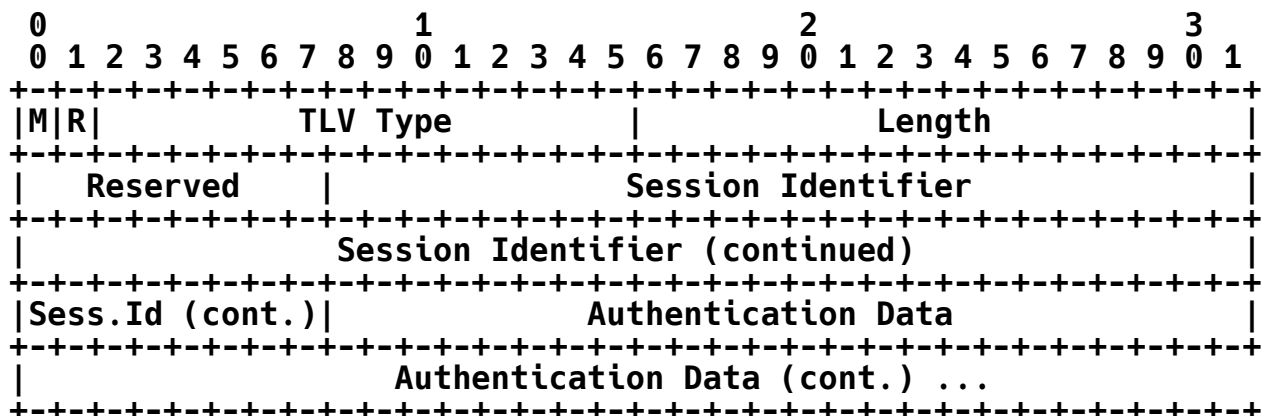 0                   1                   2                   3
 0 1 2 3 4 5 6 7 8 9 0 1 2 3 4 5 6 7 8 9 0 1 2 3 4 5 6 7 8 9 0 1
+-+-+-+-+-+-+-+-+-+-+-+-+-+-+-+-+-+-+-+-+-+-+-+-+-+-+-+-+-+-+-+-+
|M|R|          TLV Type         |            Length             |
+-+-+-+-+-+-+-+-+-+-+-+-+-+-+-+-+-+-+-+-+-+-+-+-+-+-+-+-+-+-+-+-+
|   Reserved    |               Session Identifier              |
+-+-+-+-+-+-+-+-+-+-+-+-+-+-+-+-+-+-+-+-+-+-+-+-+-+-+-+-+-+-+-+-+
|                Session Identifier (continued)                 |
+-+-+-+-+-+-+-+-+-+-+-+-+-+-+-+-+-+-+-+-+-+-+-+-+-+-+-+-+-+-+-+-+
|Sess.Id (cont.)|             Authentication Data               |
+-+-+-+-+-+-+-+-+-+-+-+-+-+-+-+-+-+-+-+-+-+-+-+-+-+-+-+-+-+-+-+-+
|                   Authentication Data (cont.) ...
+-+-+-+-+-+-+-+-+-+-+-+-+-+-+-+-+-+-+-+-+-+-+-+-+-+-+-+-+-+-+-+-+